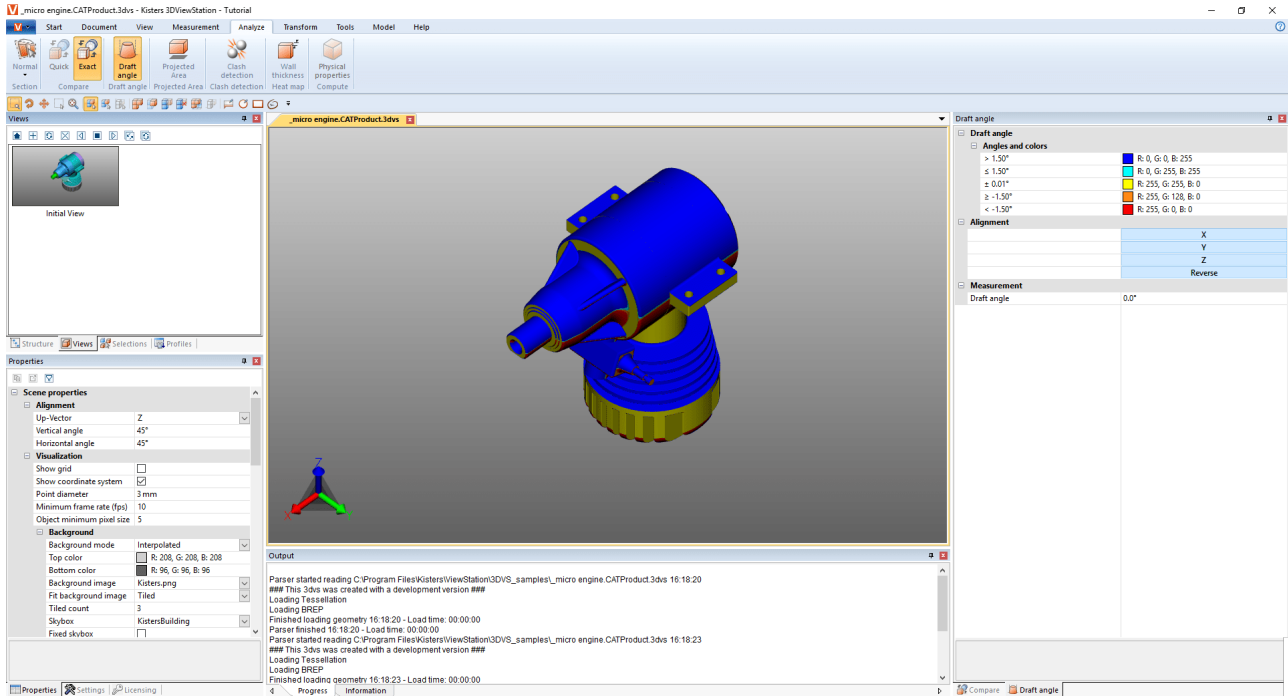 _micro engine.CATProduct.3dvs - Kisters 3DViewStation - Tutorial
Start Document View Measurement Analyze Transform Tools Model Help
Normal Quick Exact Draft angle Projected Area Clash detection Wall thickness Physical properties
Section Compare Draft angle Projected Area Clash detection Heat map Compute
Views
Initial View
Structure Views Selections Profiles
Properties
Scene properties
Alignment
Up-Vector Z
Vertical angle 45°
Horizontal angle 45°
Visualization
Show grid
Show coordinate system
Point diameter 3 mm
Minimum frame rate (fps) 10
Object minimum pixel size 5
Background
Background mode Interpolated
Top color R: 208, G: 208, B: 208
Bottom color R: 96, G: 96, B: 96
Background image Kisters.png
Fit background image Tiled
Tiled count 3
Skybox KistersBuilding
Fixed skybox
Properties Settings Licensing
_micro engine.CATProduct.3dvs
Z
X
Output
Parser started reading C:\Program Files\Kisters\ViewStation\3DVS_samples\_micro engine.CATProduct.3dvs 16:18:20
### This 3dvs was created with a development version ###
Loading Tessellation
Loading BREP
Finished loading geometry 16:18:20 - Load time: 00:00:00
Parser finished 16:18:20 - Load time: 00:00:00
Parser started reading C:\Program Files\Kisters\ViewStation\3DVS_samples\_micro engine.CATProduct.3dvs 16:18:23
### This 3dvs was created with a development version ###
Loading Tessellation
Loading BREP
Finished loading geometry 16:18:23 - Load time: 00:00:00
Progress Information
Draft angle
Draft angle
Angles and colors
> 1.50° R: 0, G: 0, B: 255
≤ 1.50° R: 0, G: 255, B: 255
± 0.01° R: 255, G: 255, B: 0
≥ -1.50° R: 255, G: 128, B: 0
< -1.50° R: 255, G: 0, B: 0
Alignment
X
Y
Z
Reverse
Measurement
Draft angle 0.0°
Compare Draft angle